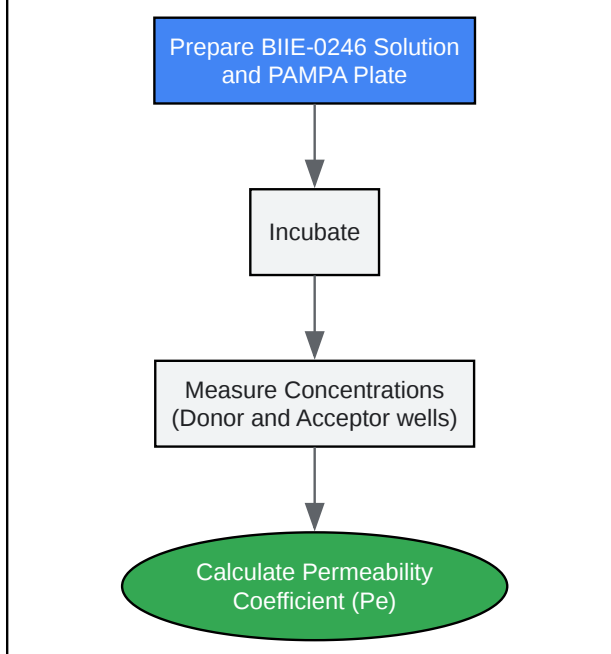 Prepare BIIE-0246 Solution
and PAMPA Plate
Incubate
Measure Concentrations
(Donor and Acceptor wells)
Calculate Permeability
Coefficient (Pe)